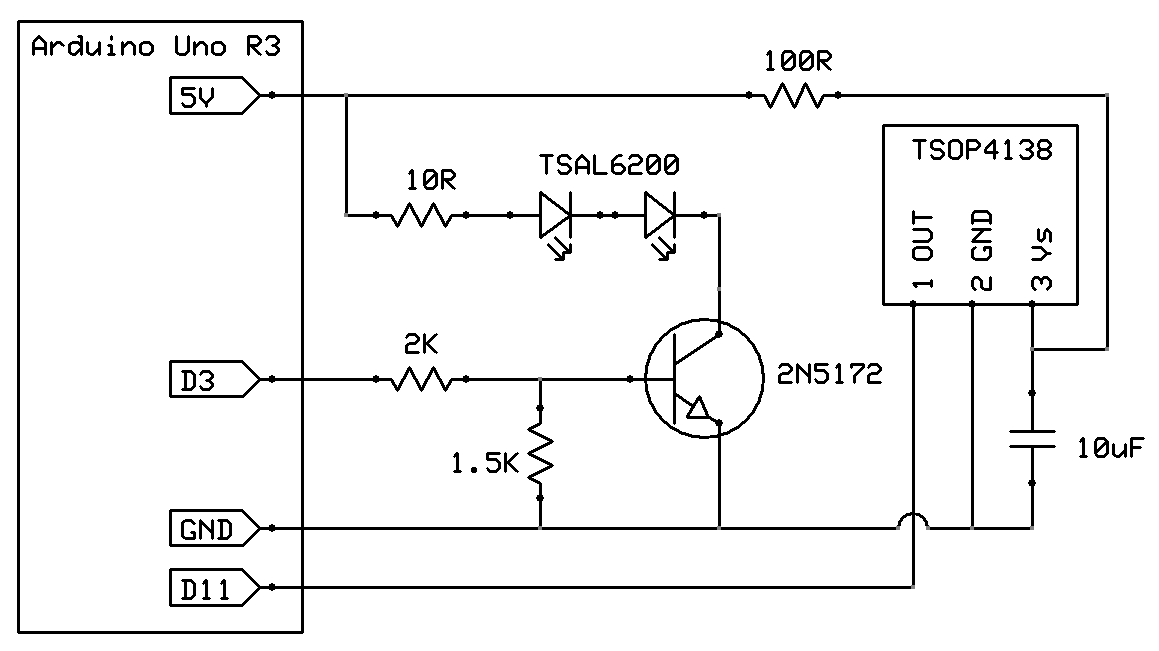 Arduino Uno R3
5V
100R
TSOP4138
TSAL6200
10R
1 OUT
2 GND
3 Vs
2K
D3
2N5172
1.5K
10uF
GND
D11